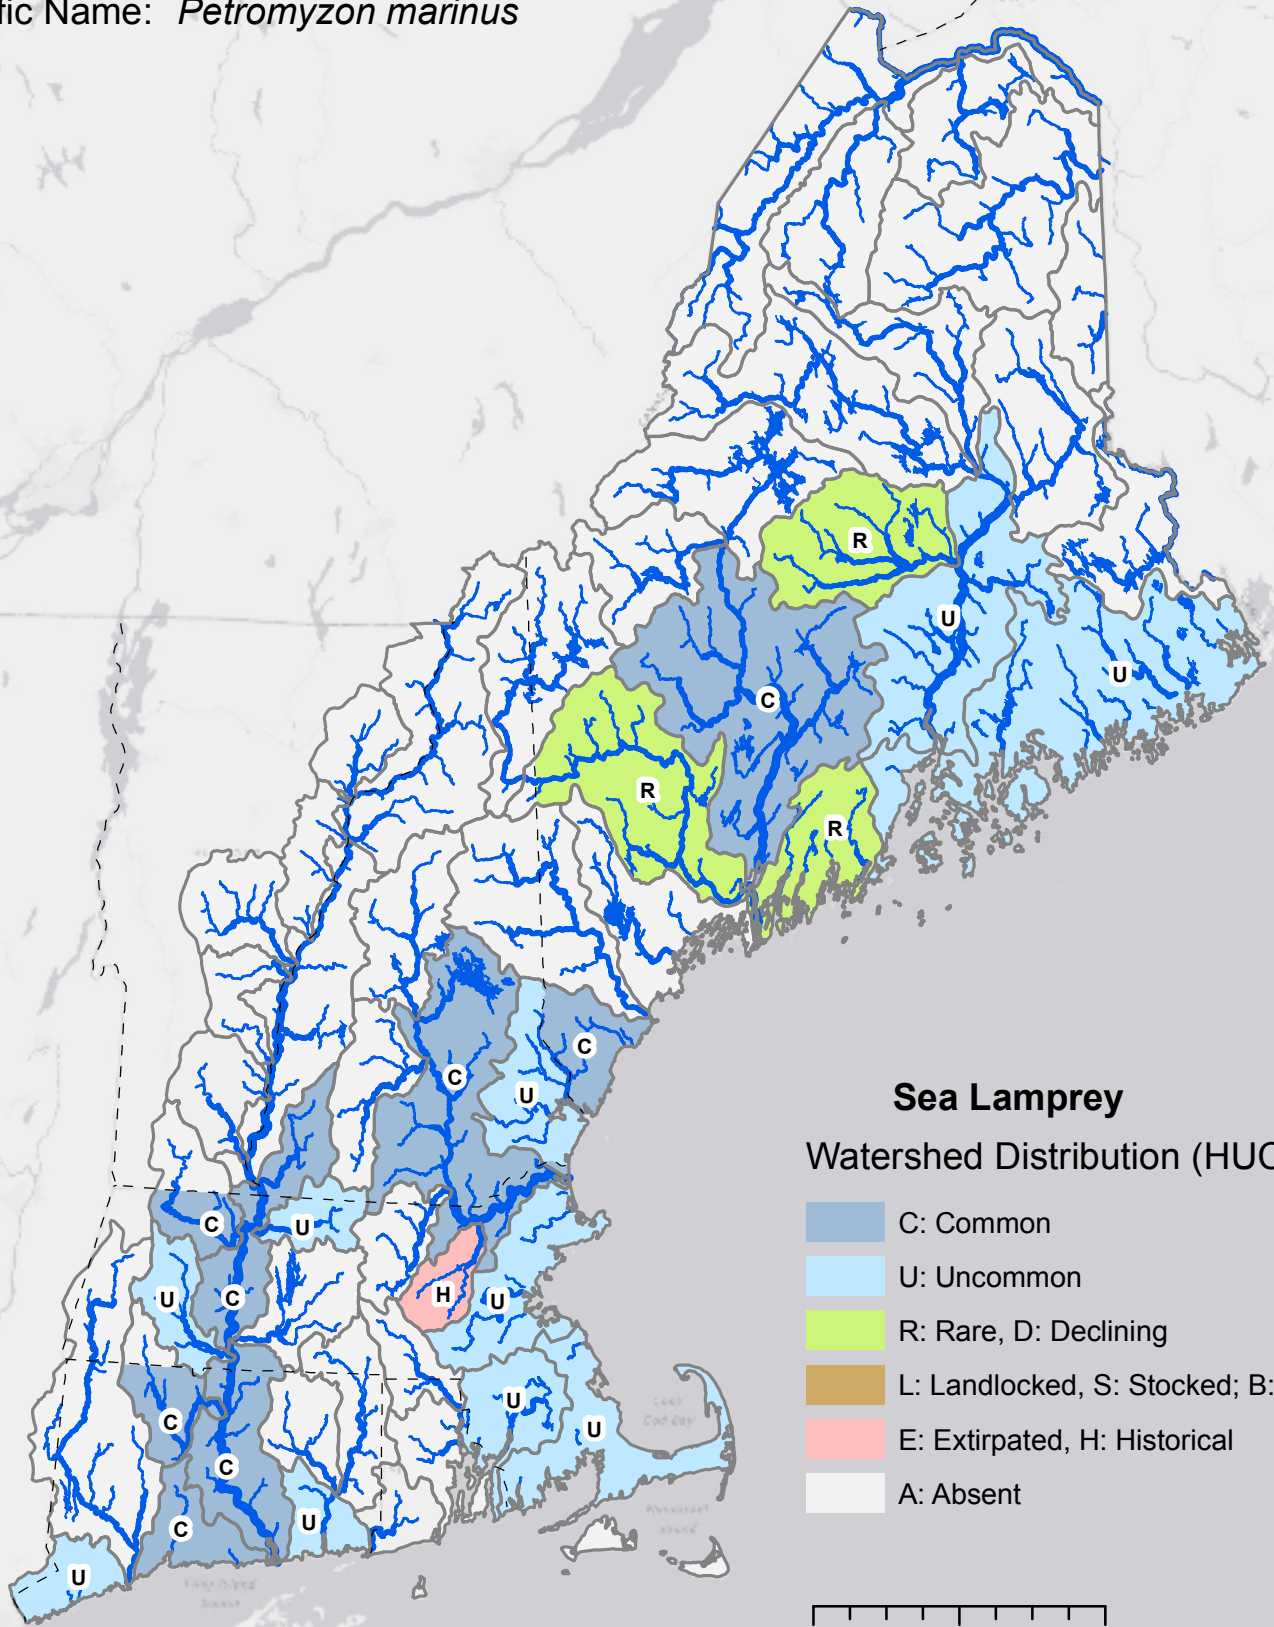 fic Name: Petromyzon marinus
R
U
U
C
R
R
C
C
U
C
U
U
C
H
U
C
U
U
C
C
U
C
U
Sea Lamprey
Watershed Distribution (HUC
C: Common
U: Uncommon
R: Rare, D: Declining
L: Landlocked, S: Stocked; B:
E: Extirpated, H: Historical
A: Absent